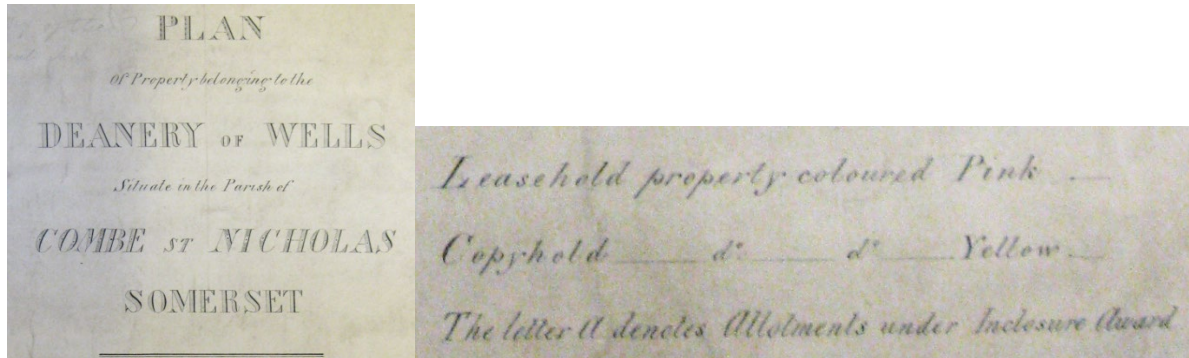 PLAN
Of Property belonging to the
DEANERY OF WELLS
Situate in the Parish of
COMBE ST NICHOLAS
SOMERSET
Leasehold property coloured Pink
Copyhold do do Yellow
The letter A denotes Allotments under Inclosure Award